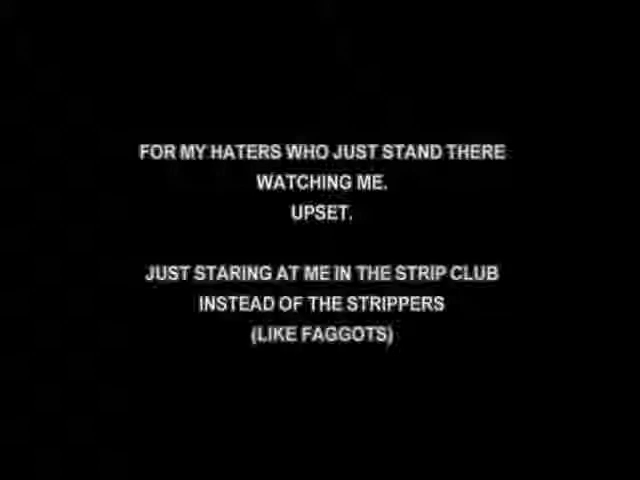 FOR MY HATERS WHO JUST STAND THERE
WATCHING ME.
UPSET.
JUST STARING AT ME IN THE STRIP CLUB
INSTEAD OF THE STRIPPERS
(LIKE FAGGOTS)